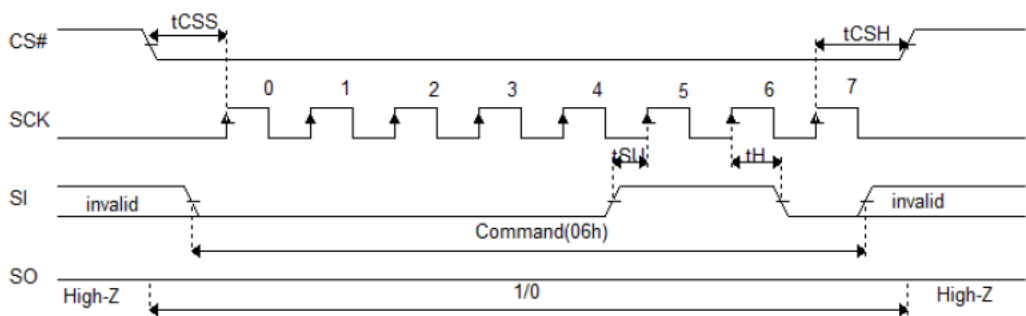 tCSS
CS#
tCSH
0 1 2 3 4 5 6 7
SCK
tSU tH
SI
invalid
invalid
Command(06h)
SO
High-Z
1/0
High-Z